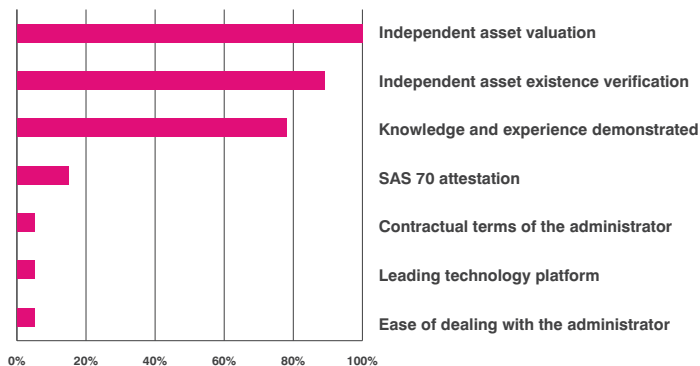 Independent asset valuation
Independent asset existence verification
Knowledge and experience demonstrated
SAS 70 attestation
Contractual terms of the administrator
Leading technology platform
Ease of dealing with the administrator
0% 20% 40% 60% 80% 100%